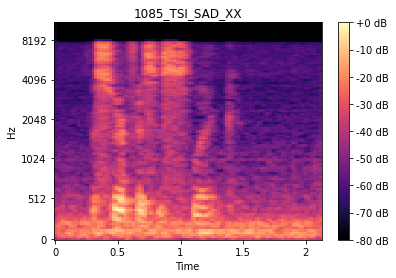 1085_TSI_SAD_XX
Hz
8192
4096
2048
1024
512
0
0
0.5
1
1.5
2
Time
+0 dB
-10 dB
-20 dB
-30 dB
-40 dB
-50 dB
-60 dB
-70 dB
-80 dB